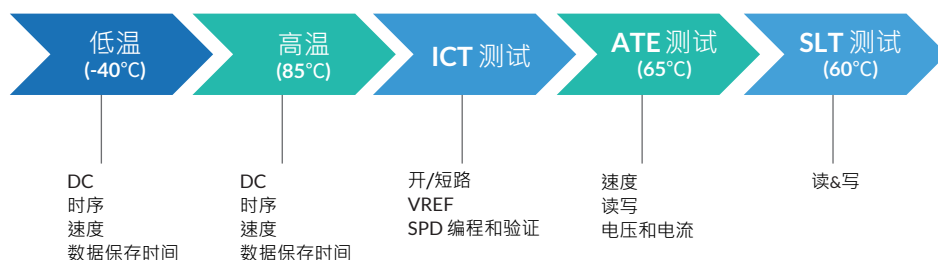 低温
(-40°C)
高温
(85°C)
ICT 测试
ATE 测试
(65°C)
SLT 测试
(60°C)
DC
时序
速度
数据保存时间
DC
时序
速度
数据保存时间
开/短路
VREF
SPD 编程和验证
速度
读写
电压和电流
读&写